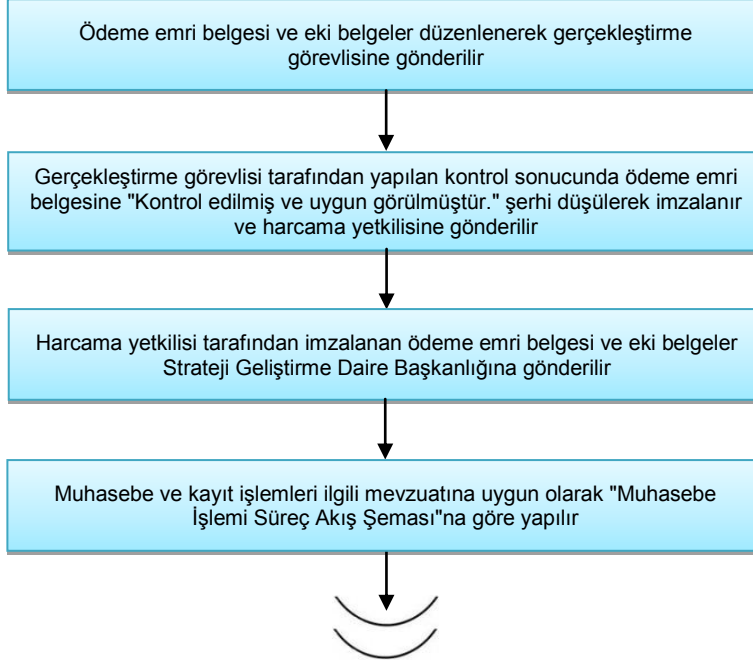 Ödeme emri belgesi ve eki belgeler düzenlenerek gerçekleştirme
görevlisine gönderilir
Gerçekleştirme görevlisi tarafından yapılan kontrol sonucunda ödeme emri
belgesine "Kontrol edilmiş ve uygun görülmüştür." şerhi düşülerek imzalanır
ve harcama yetkilisine gönderilir
Harcama yetkilisi tarafından imzalanan ödeme emri belgesi ve eki belgeler
Strateji Geliştirme Daire Başkanlığına gönderilir
Muhasebe ve kayıt işlemleri ilgili mevzuatına uygun olarak "Muhasebe
İşlemi Süreç Akış Şeması"na göre yapılır